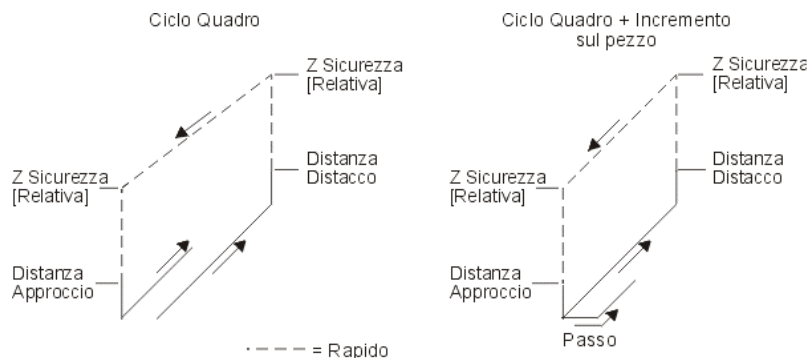 Ciclo Quadro
Z Sicurezza
[Relativa]
Z Sicurezza
[Relativa]
Distanza
Distacco
Distanza
Approccio
Ciclo Quadro + Incremento
sul pezzo
Z Sicurezza
[Relativa]
Z Sicurezza
[Relativa]
Distanza
Distacco
Distanza
Approccio
Passo
= Rapido